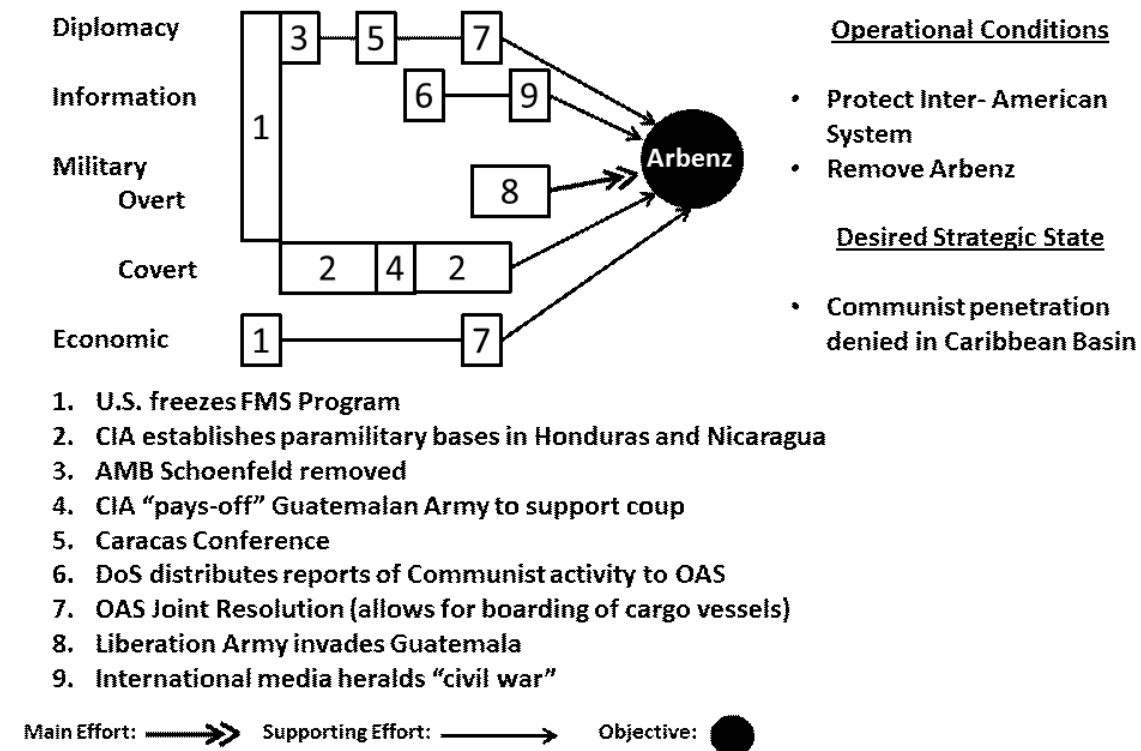 Diplomacy
3
5
7
Information
6
9
1
Military
Overt
8
Covert
2
4
2
Economic
1
7
Arbenz
Operational Conditions
• Protect Inter- American
System
• Remove Arbenz
Desired Strategic State
• Communist penetration
denied in Caribbean Basin
1. U.S. freezes FMS Program
2. CIA establishes paramilitary bases in Honduras and Nicaragua
3. AMB Schoenfeld removed
4. CIA “pays-off” Guatemalan Army to support coup
5. Caracas Conference
6. DoS distributes reports of Communist activity to OAS
7. OAS Joint Resolution (allows for boarding of cargo vessels)
8. Liberation Army invades Guatemala
9. International media heralds “civil war”
Main Effort: Supporting Effort: Objective: